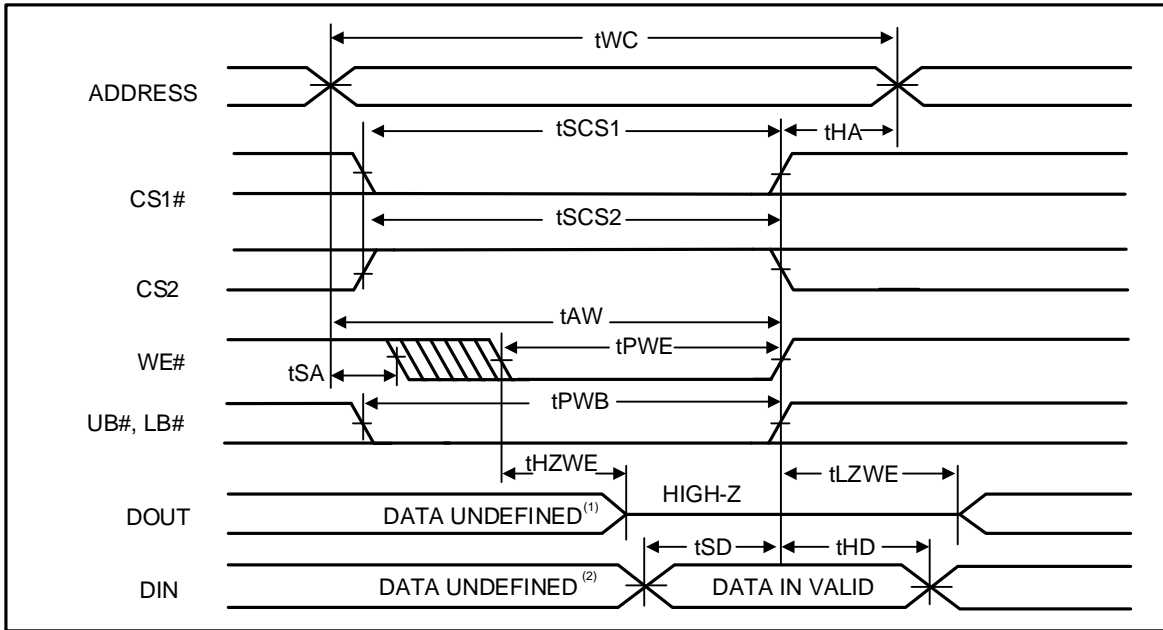 tWC
ADDRESS
tSCS1
tHA
CS1#
tSCS2
CS2
tAW
WE#
tPWE
tSA
UB#, LB#
tPWB
tHZWE
tLZWE
HIGH-Z
DOUT
DATA UNDEFINED(1)
tSD
tHD
DIN
DATA UNDEFINED(2)
DATA IN VALID